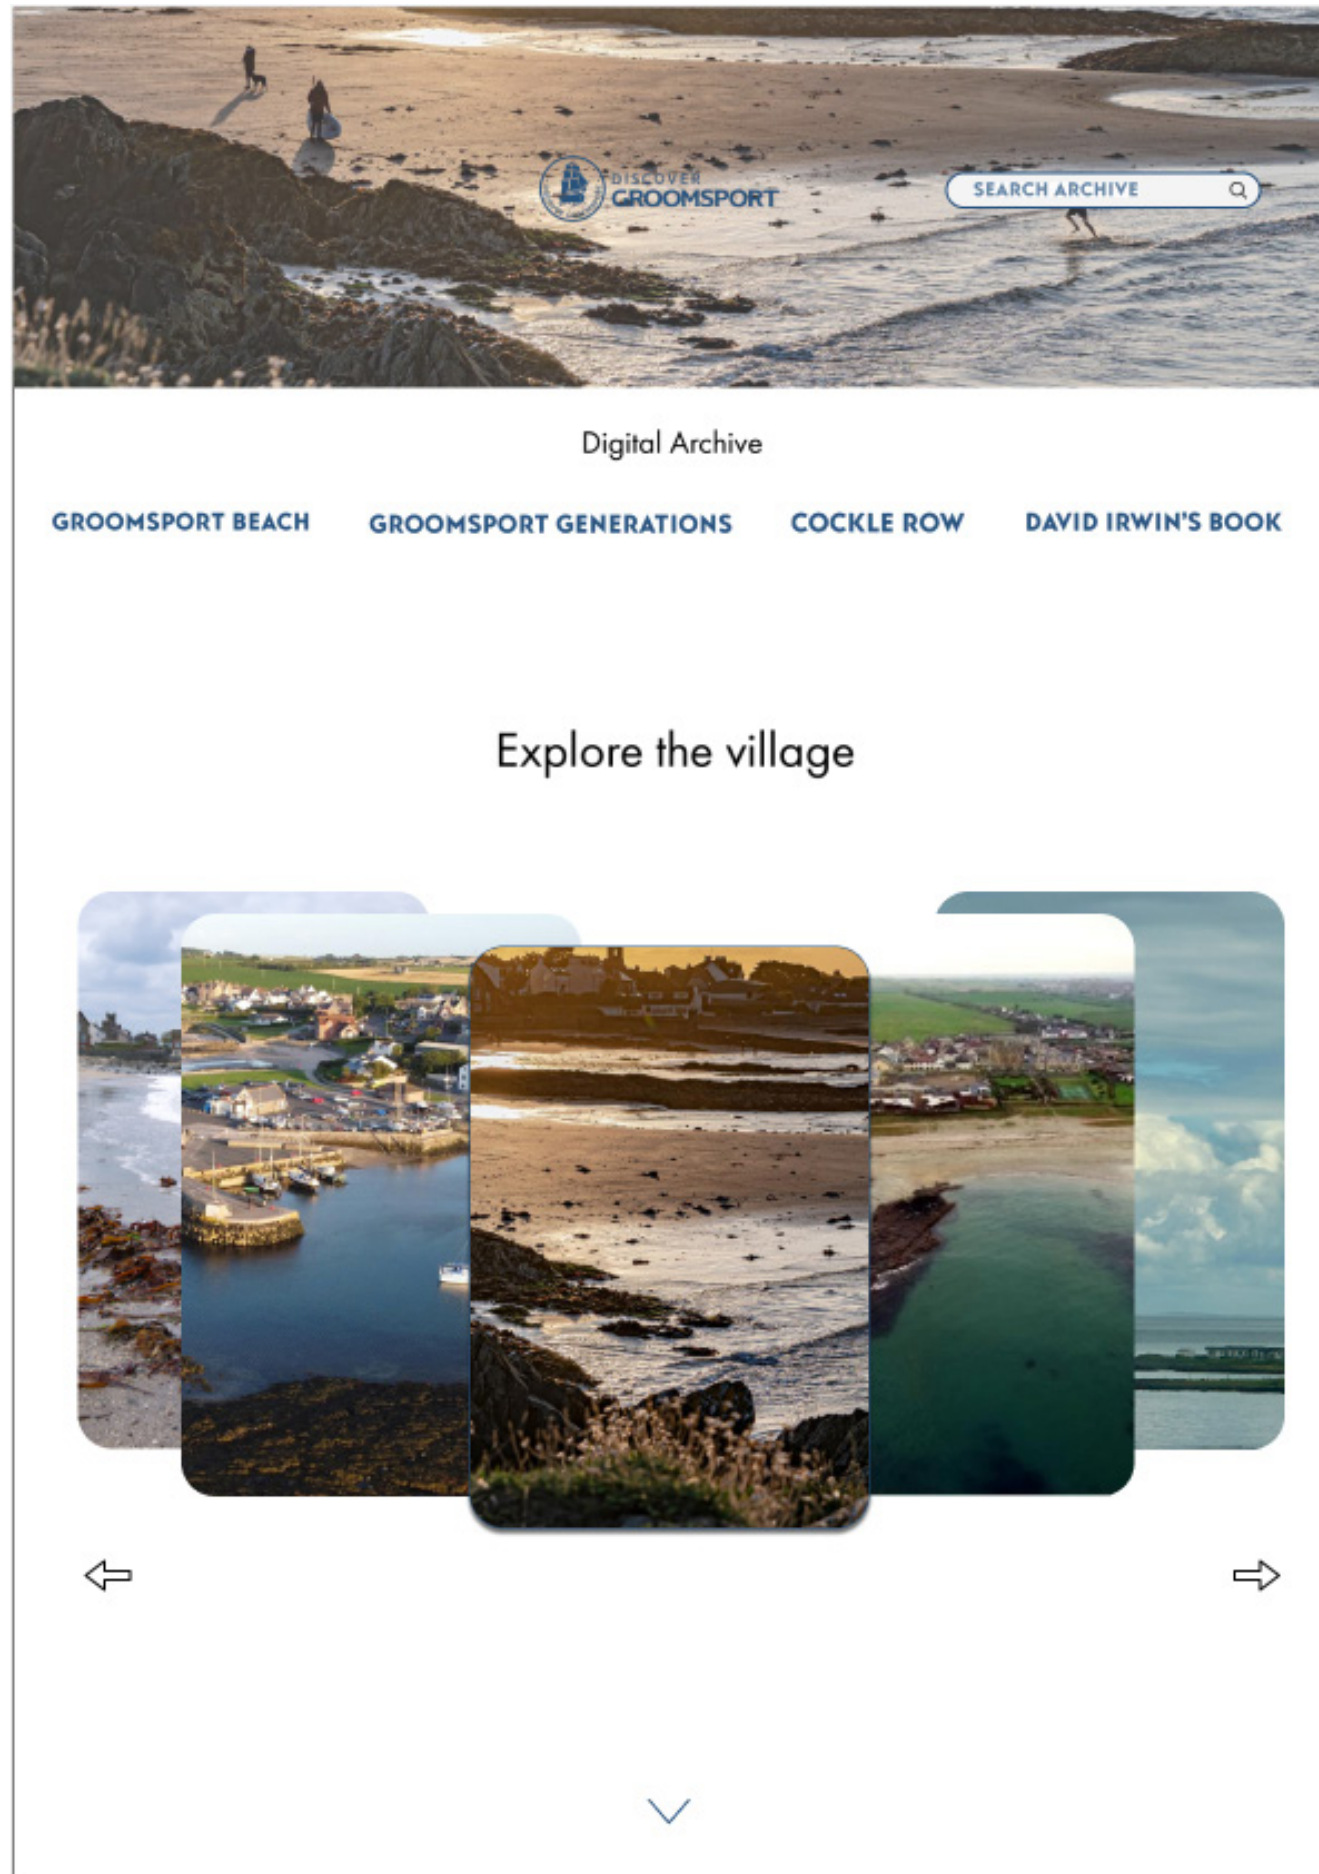 DISCOVER
GROOMSPORT
SEARCH ARCHIVE
Digital Archive
GROOMSPORT BEACH GROOMSPORT GENERATIONS COCKLE ROW DAVID IRWIN'S BOOK
Explore the village